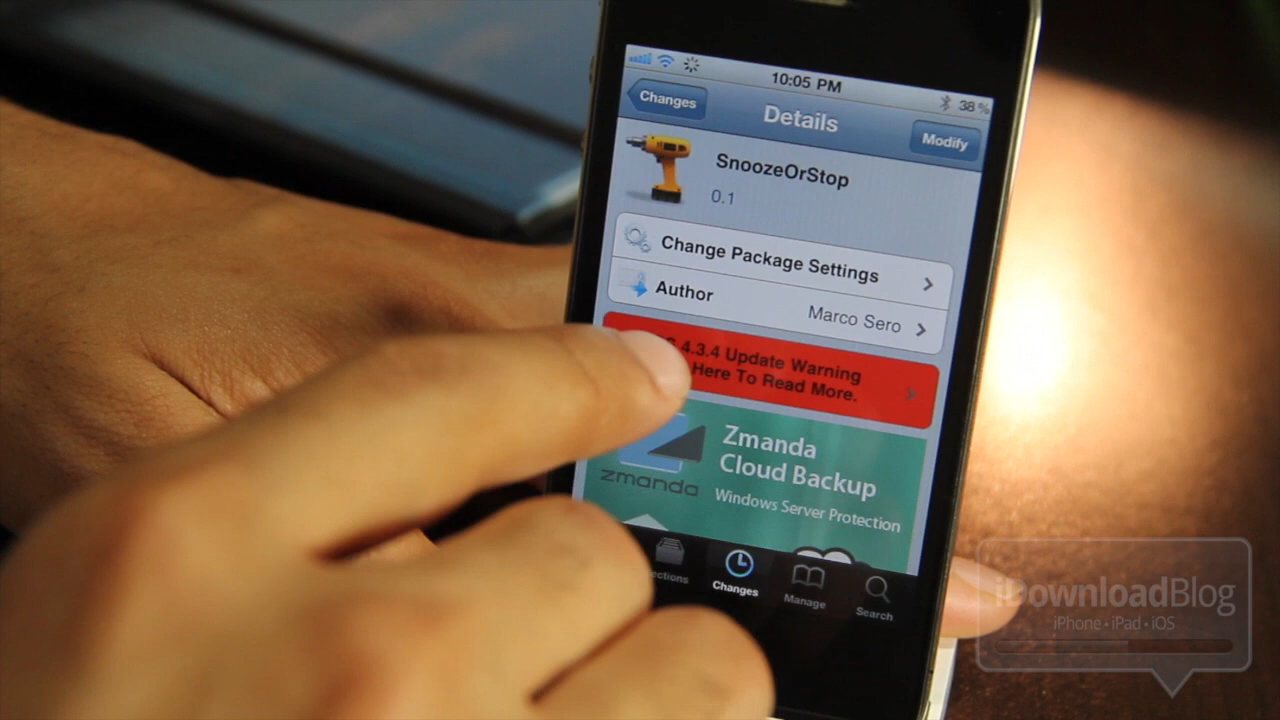 10:05 PM
38%
Changes
Details
Modify
SnoozeOrStop
0.1
Change Package Settings
Author
Marco Sero
4.3.4 Update Warning
Here To Read More.
Zmanda
Cloud Backup
zmanda
Windows Server Protection
Changes
Manage
Search
iDownloadBlog
iPhone • iPad • iOS